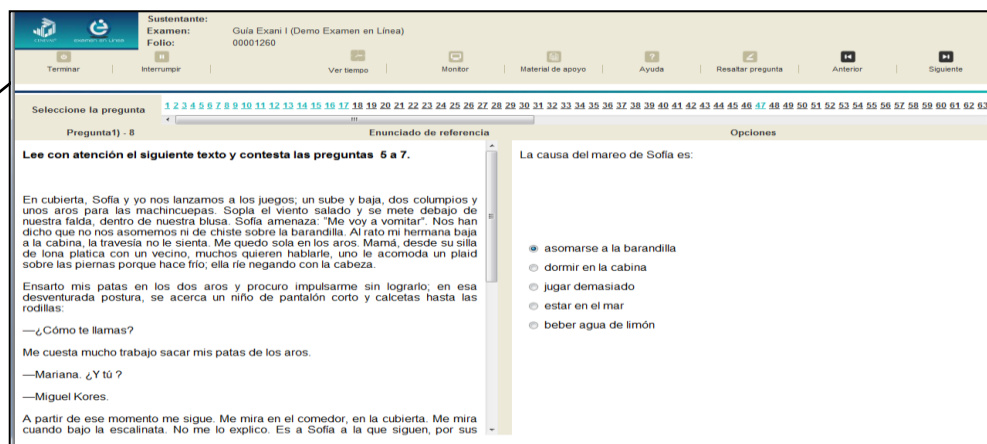 Sustentante:
Examen: Guía Exani I (Demo Examen en Línea)
Folio: 00001260
Terminar Interrumpir Ver tiempo Monitor Material de apoyo Ayuda Resaltar pregunta Anterior Siguiente
Seleccione la pregunta 1 2 3 4 5 6 7 8 9 10 11 12 13 14 15 16 17 18 19 20 21 22 23 24 25 26 27 28 29 30 31 32 33 34 35 36 37 38 39 40 41 42 43 44 45 46 47 48 49 50 51 52 53 54 55 56 57 58 59 60 61 62 63
Pregunta1) - 8 Enunciado de referencia Opciones
Lee con atención el siguiente texto y contesta las preguntas 5 a 7.
En cubierta, Sofía y yo nos lanzamos a los juegos; un sube y baja, dos columpios y
unos aros para las machincuepas. Sopla el viento salado y se mete debajo de
nuestra falda, dentro de nuestra blusa. Sofía amenaza: "Me voy a vomitar". Nos han
dicho que no nos asomemos ni de chiste sobre la barandilla. Al rato mi hermana baja
a la cabina, la travesía no le sienta. Me quedo sola en los aros. Mamá, desde su silla
de lona platica con un vecino, muchos quieren hablarle, uno le acomoda un plaid
sobre las piernas porque hace frío; ella ríe negando con la cabeza.
Ensarto mis patas en los dos aros y procuro impulsarme sin lograrlo; en esa
desventurada postura, se acerca un niño de pantalón corto y calcetas hasta las
rodillas:
—¿Cómo te llamas?
Me cuesta mucho trabajo sacar mis patas de los aros.
—Mariana. ¿Y tú ?
—Miguel Kores.
A partir de ese momento me sigue. Me mira en el comedor, en la cubierta. Me mira
cuando bajo la escalinata. No me lo explico. Es a Sofía a la que siguen, por sus
La causa del mareo de Sofía es:
asomarse a la barandilla
dormir en la cabina
jugar demasiado
estar en el mar
beber agua de limón